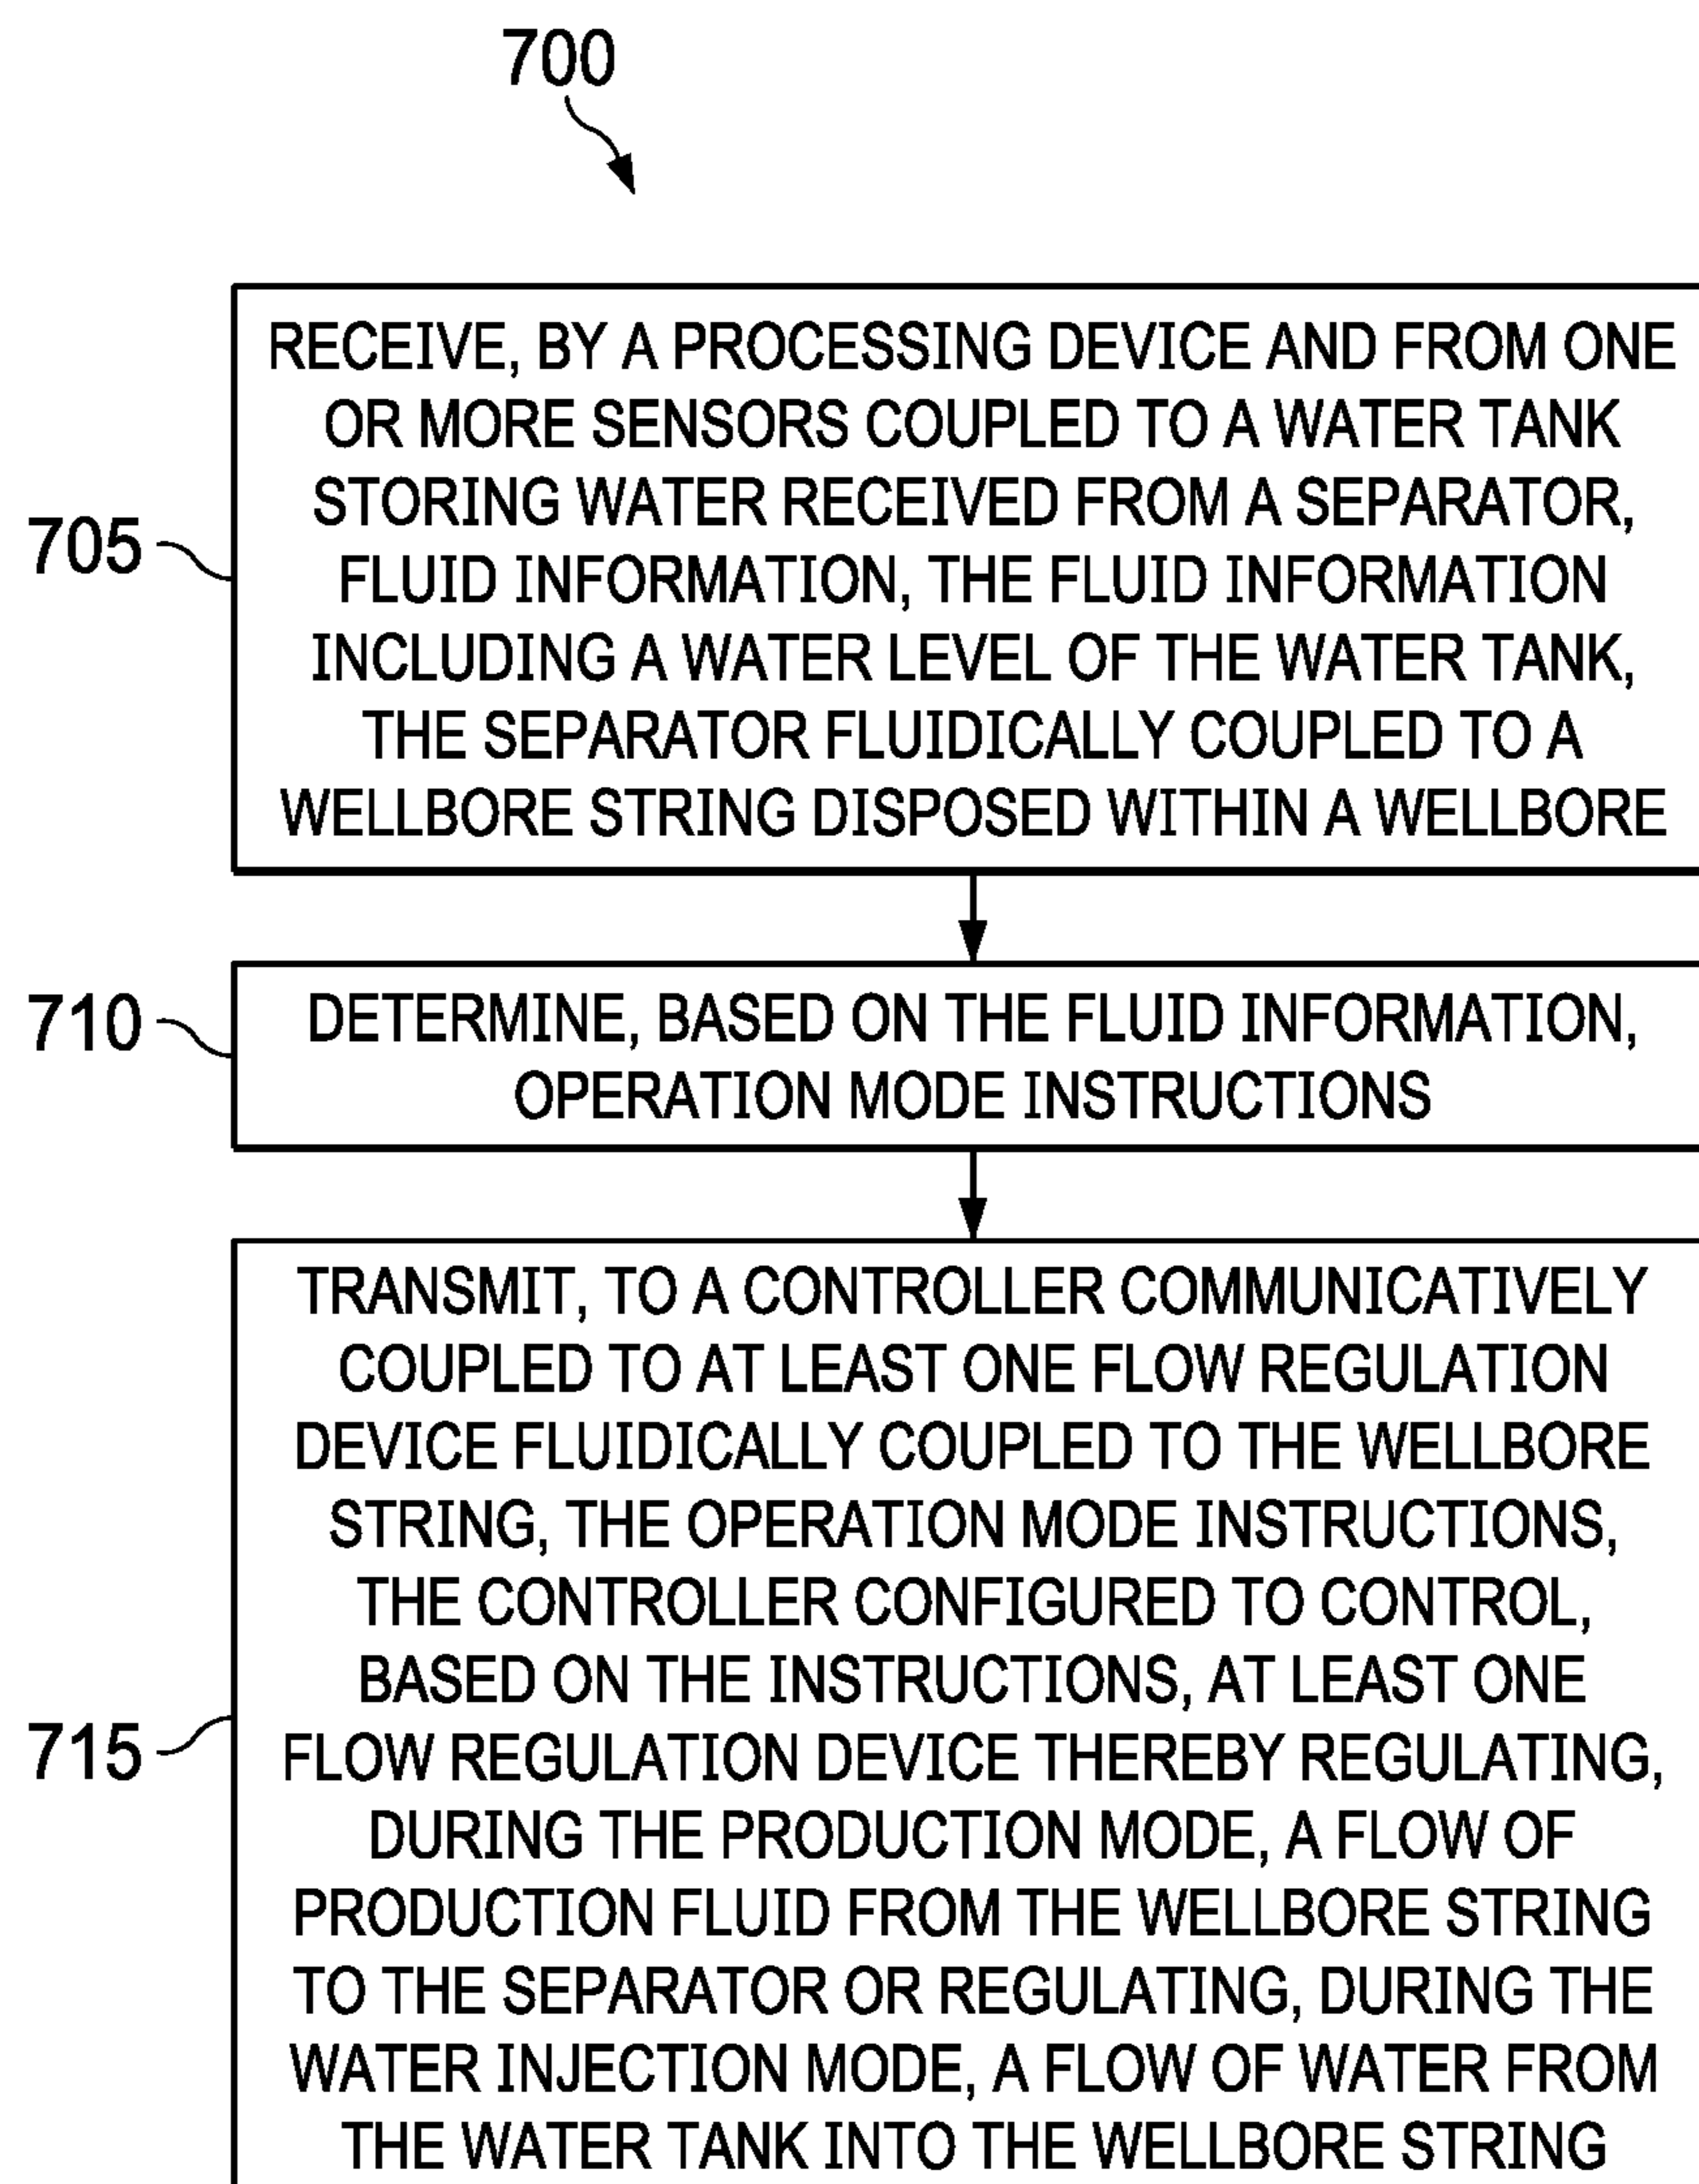 700
705
RECEIVE, BY A PROCESSING DEVICE AND FROM ONE
OR MORE SENSORS COUPLED TO A WATER TANK
STORING WATER RECEIVED FROM A SEPARATOR,
FLUID INFORMATION, THE FLUID INFORMATION
INCLUDING A WATER LEVEL OF THE WATER TANK,
THE SEPARATOR FLUIDICALLY COUPLED TO A
WELLBORE STRING DISPOSED WITHIN A WELLBORE
710
DETERMINE, BASED ON THE FLUID INFORMATION,
OPERATION MODE INSTRUCTIONS
715
TRANSMIT, TO A CONTROLLER COMMUNICATIVELY
COUPLED TO AT LEAST ONE FLOW REGULATION
DEVICE FLUIDICALLY COUPLED TO THE WELLBORE
STRING, THE OPERATION MODE INSTRUCTIONS,
THE CONTROLLER CONFIGURED TO CONTROL,
BASED ON THE INSTRUCTIONS, AT LEAST ONE
FLOW REGULATION DEVICE THEREBY REGULATING,
DURING THE PRODUCTION MODE, A FLOW OF
PRODUCTION FLUID FROM THE WELLBORE STRING
TO THE SEPARATOR OR REGULATING, DURING THE
WATER INJECTION MODE, A FLOW OF WATER FROM
THE WATER TANK INTO THE WELLBORE STRING